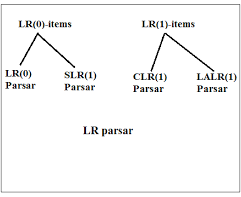 LR(0)-items LR(1)-items
LR(0) SLR(1) CLR(1) LALR(1)
Parsar Parsar Parsar Parsar
LR parsar